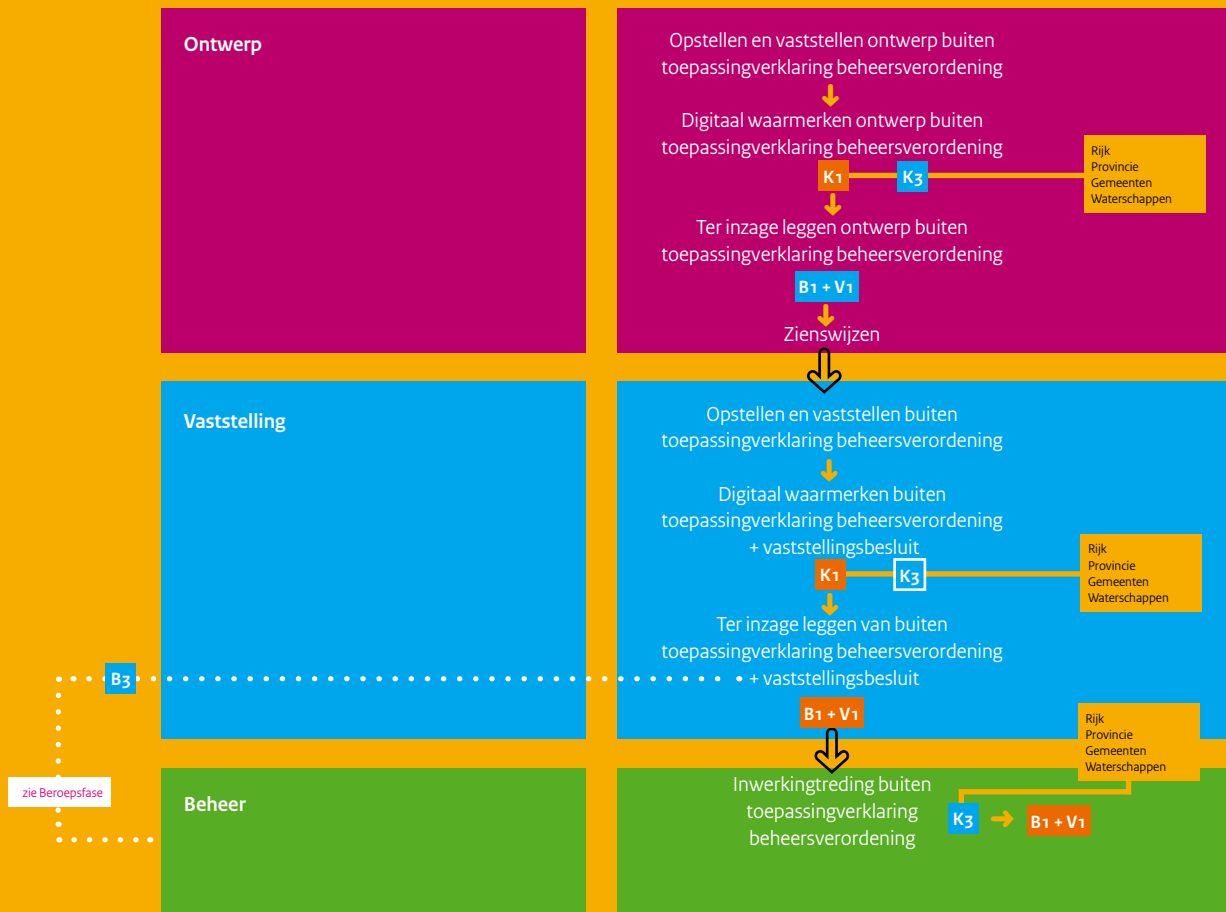 Ontwerp
Opstellen en vaststellen ontwerp buiten
toepassingverklaring beheersverordening
Digitaal waarmerken ontwerp buiten
toepassingverklaring beheersverordening
K1
K3
Rijk
Provincie
Gemeenten
Waterschappen
Ter inzage leggen ontwerp buiten
toepassingverklaring beheersverordening
B1 + V1
Zienswijzen
Vaststelling
Opstellen en vaststellen buiten
toepassingverklaring beheersverordening
Digitaal waarmerken buiten
toepassingverklaring beheersverordening
+ vaststellingsbesluit
K1
K3
Rijk
Provincie
Gemeenten
Waterschappen
Ter inzage leggen van buiten
toepassingverklaring beheersverordening
B3
+ vaststellingsbesluit
B1 + V1
Rijk
Provincie
Gemeenten
Waterschappen
zie Beroepsfase
Beheer
Inwerkingtreding buiten
toepassingverklaring
beheersverordening
K3
B1 + V1